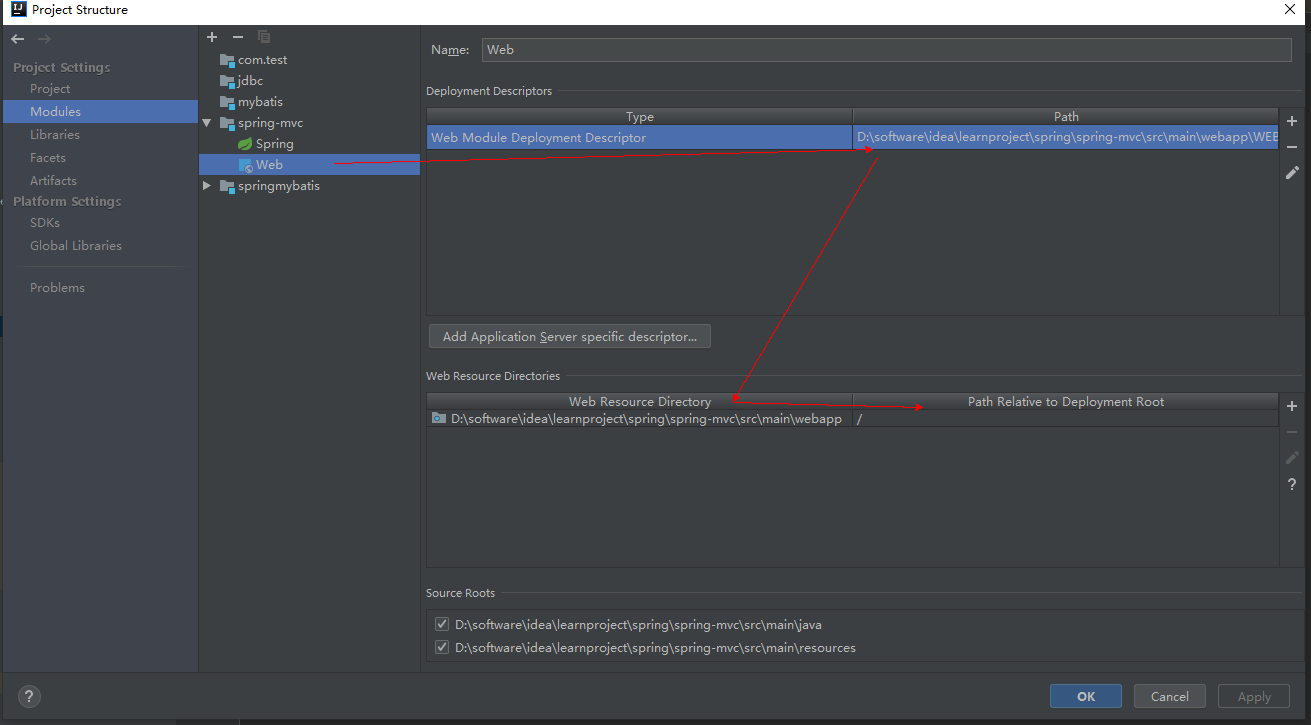 Project Structure
Project Settings
Project
Modules
Libraries
Facets
Artifacts
Platform Settings
SDKs
Global Libraries
Problems
com.test
jdbc
mybatis
spring-mvc
Spring
Web
springmybatis
Name: Web
Deployment Descriptors
Type Path
Web Module Deployment Descriptor D:\software\idea\learnproject\spring\spring-mvc\src\main\webapp\WEB
Add Application Server specific descriptor...
Web Resource Directories
Web Resource Directory Path Relative to Deployment Root
D:\software\idea\learnproject\spring\spring-mvc\src\main\webapp /
Source Roots
D:\software\idea\learnproject\spring\spring-mvc\src\main\java
D:\software\idea\learnproject\spring\spring-mvc\src\main\resources
OK Cancel Apply